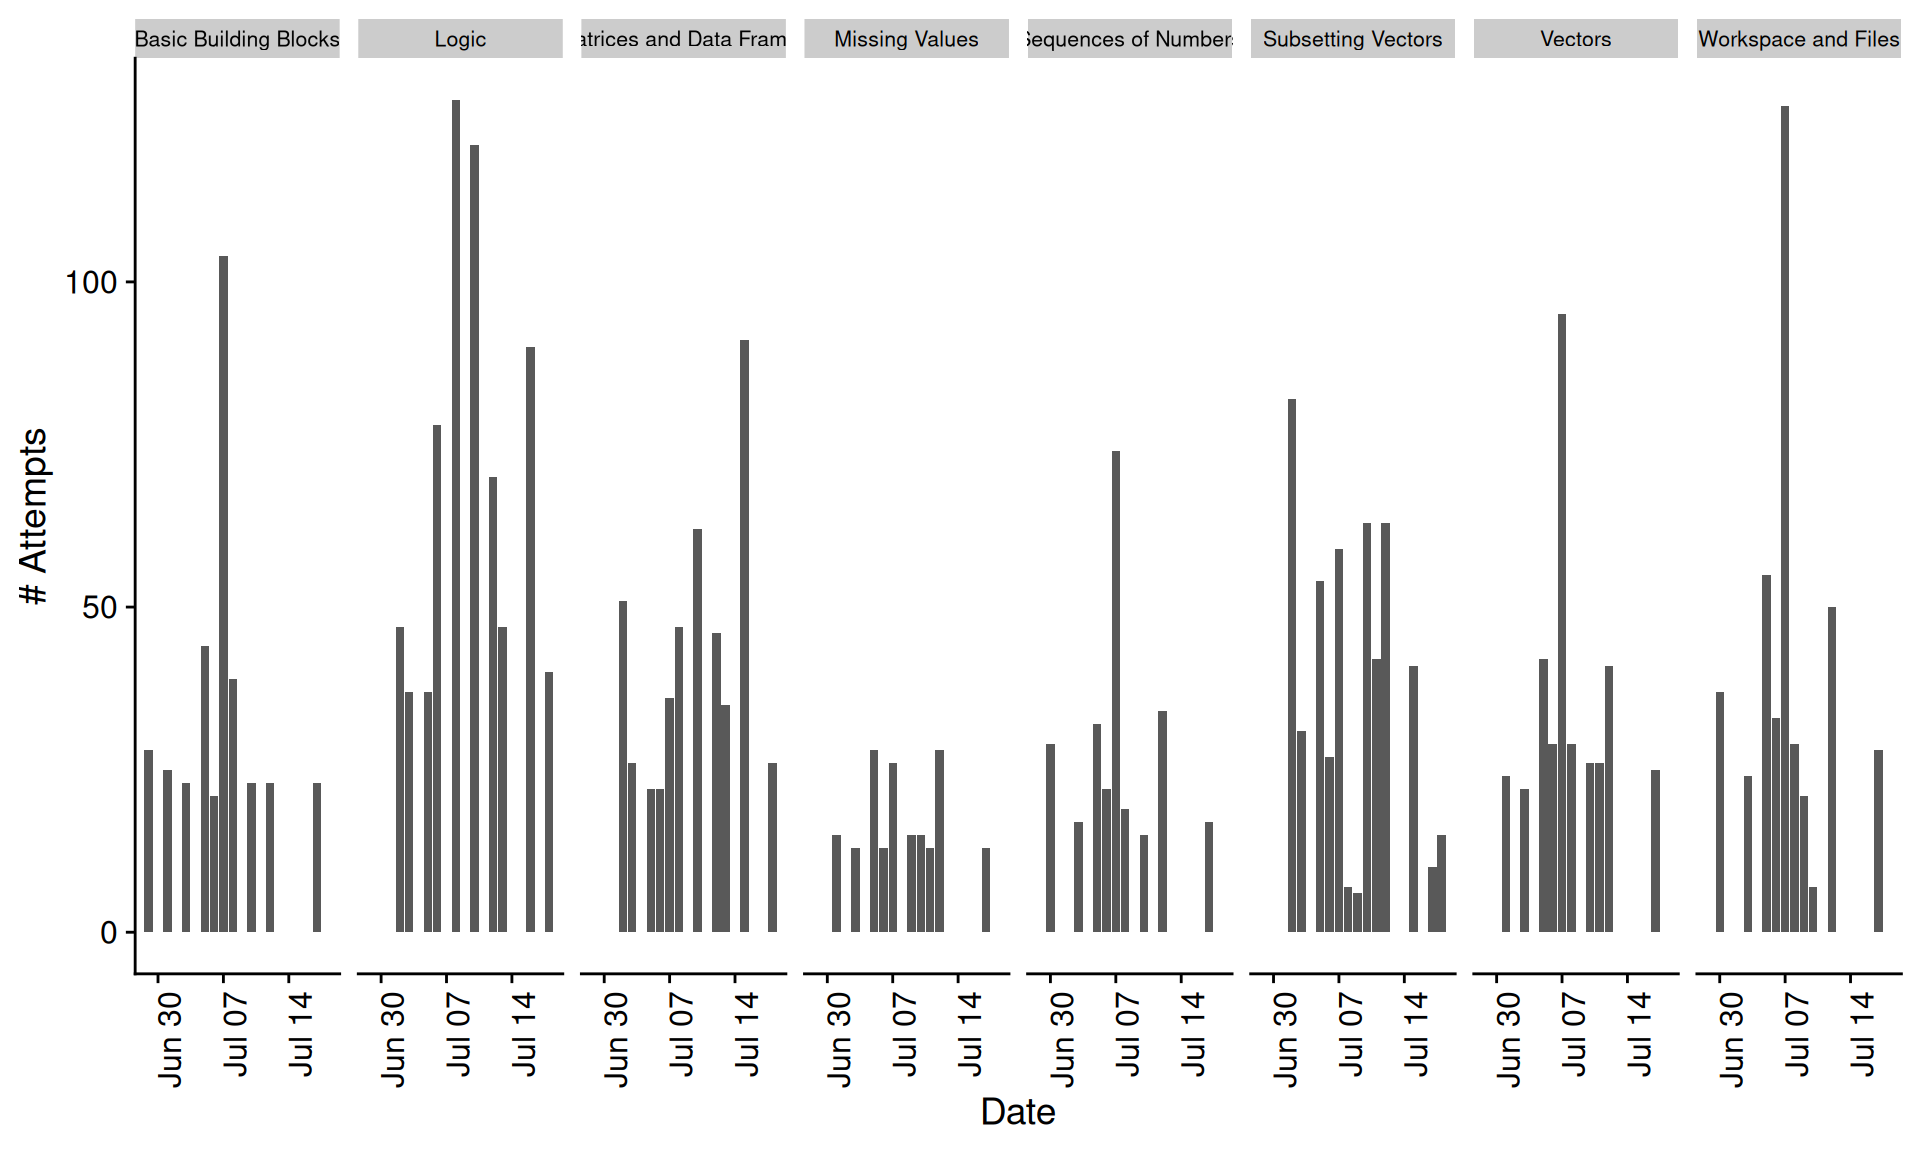 Basic Building Blocks
Logic
atrices and Data Fram
Missing Values
Sequences of Number
Subsetting Vectors
Vectors
Workspace and Files
# Attempts
100
50
0
Jun 30
Jul 07
Jul 14
Jun 30
Jul 07
Jul 14
Jun 30
Jul 07
Jul 14
Jun 30
Jul 07
Jul 14
Jun 30
Jul 07
Jul 14
Jun 30
Jul 07
Jul 14
Jun 30
Jul 07
Jul 14
Jun 30
Jul 07
Jul 14
Date